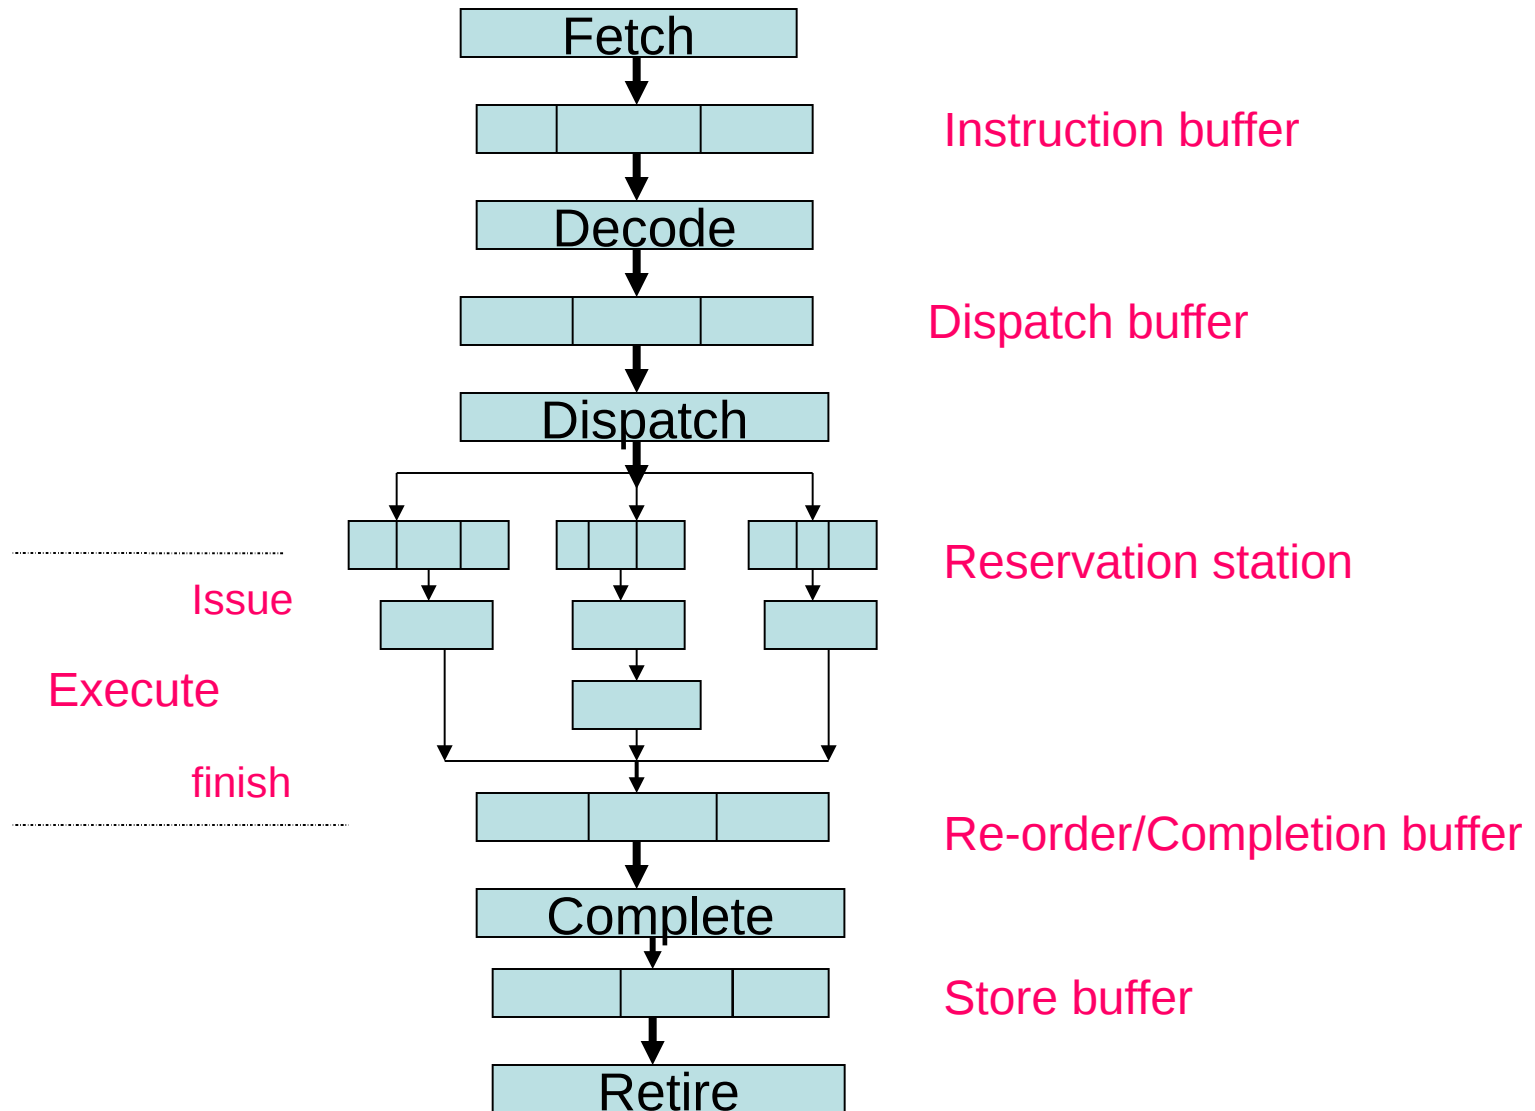 Fetch
Instruction buffer
Decode
Dispatch buffer
Dispatch
Reservation station
Issue
Execute
finish
Re-order/Completion buffer
Complete
Store buffer
Retire